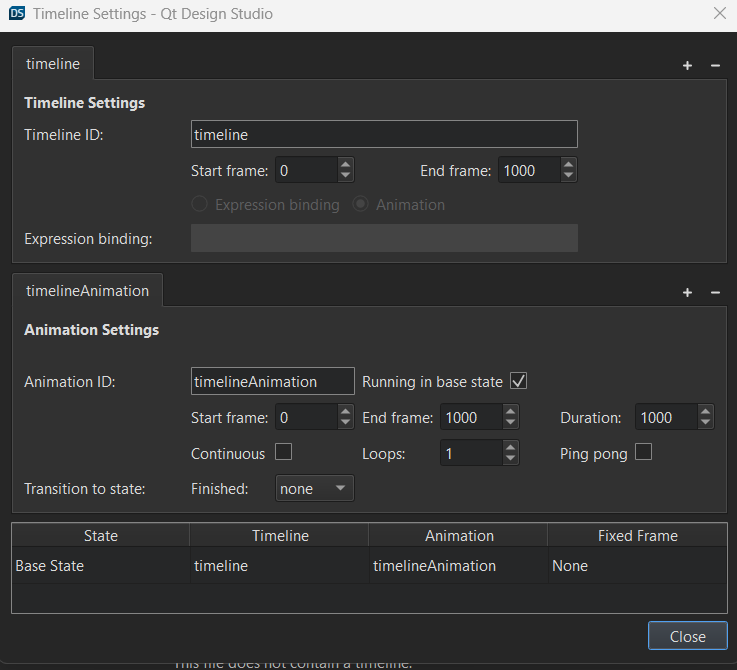 DS Timeline Settings - Qt Design Studio
timeline
+ −
Timeline Settings
Timeline ID: timeline
Start frame: 0 End frame: 1000
Expression binding Animation
Expression binding:
timelineAnimation
+ −
Animation Settings
Animation ID: timelineAnimation Running in base state
Start frame: 0 End frame: 1000 Duration: 1000
Continuous Loops: 1 Ping pong
Transition to state: Finished: none
State Timeline Animation Fixed Frame
Base State timeline timelineAnimation None
Close
This file does not contain a timeline.